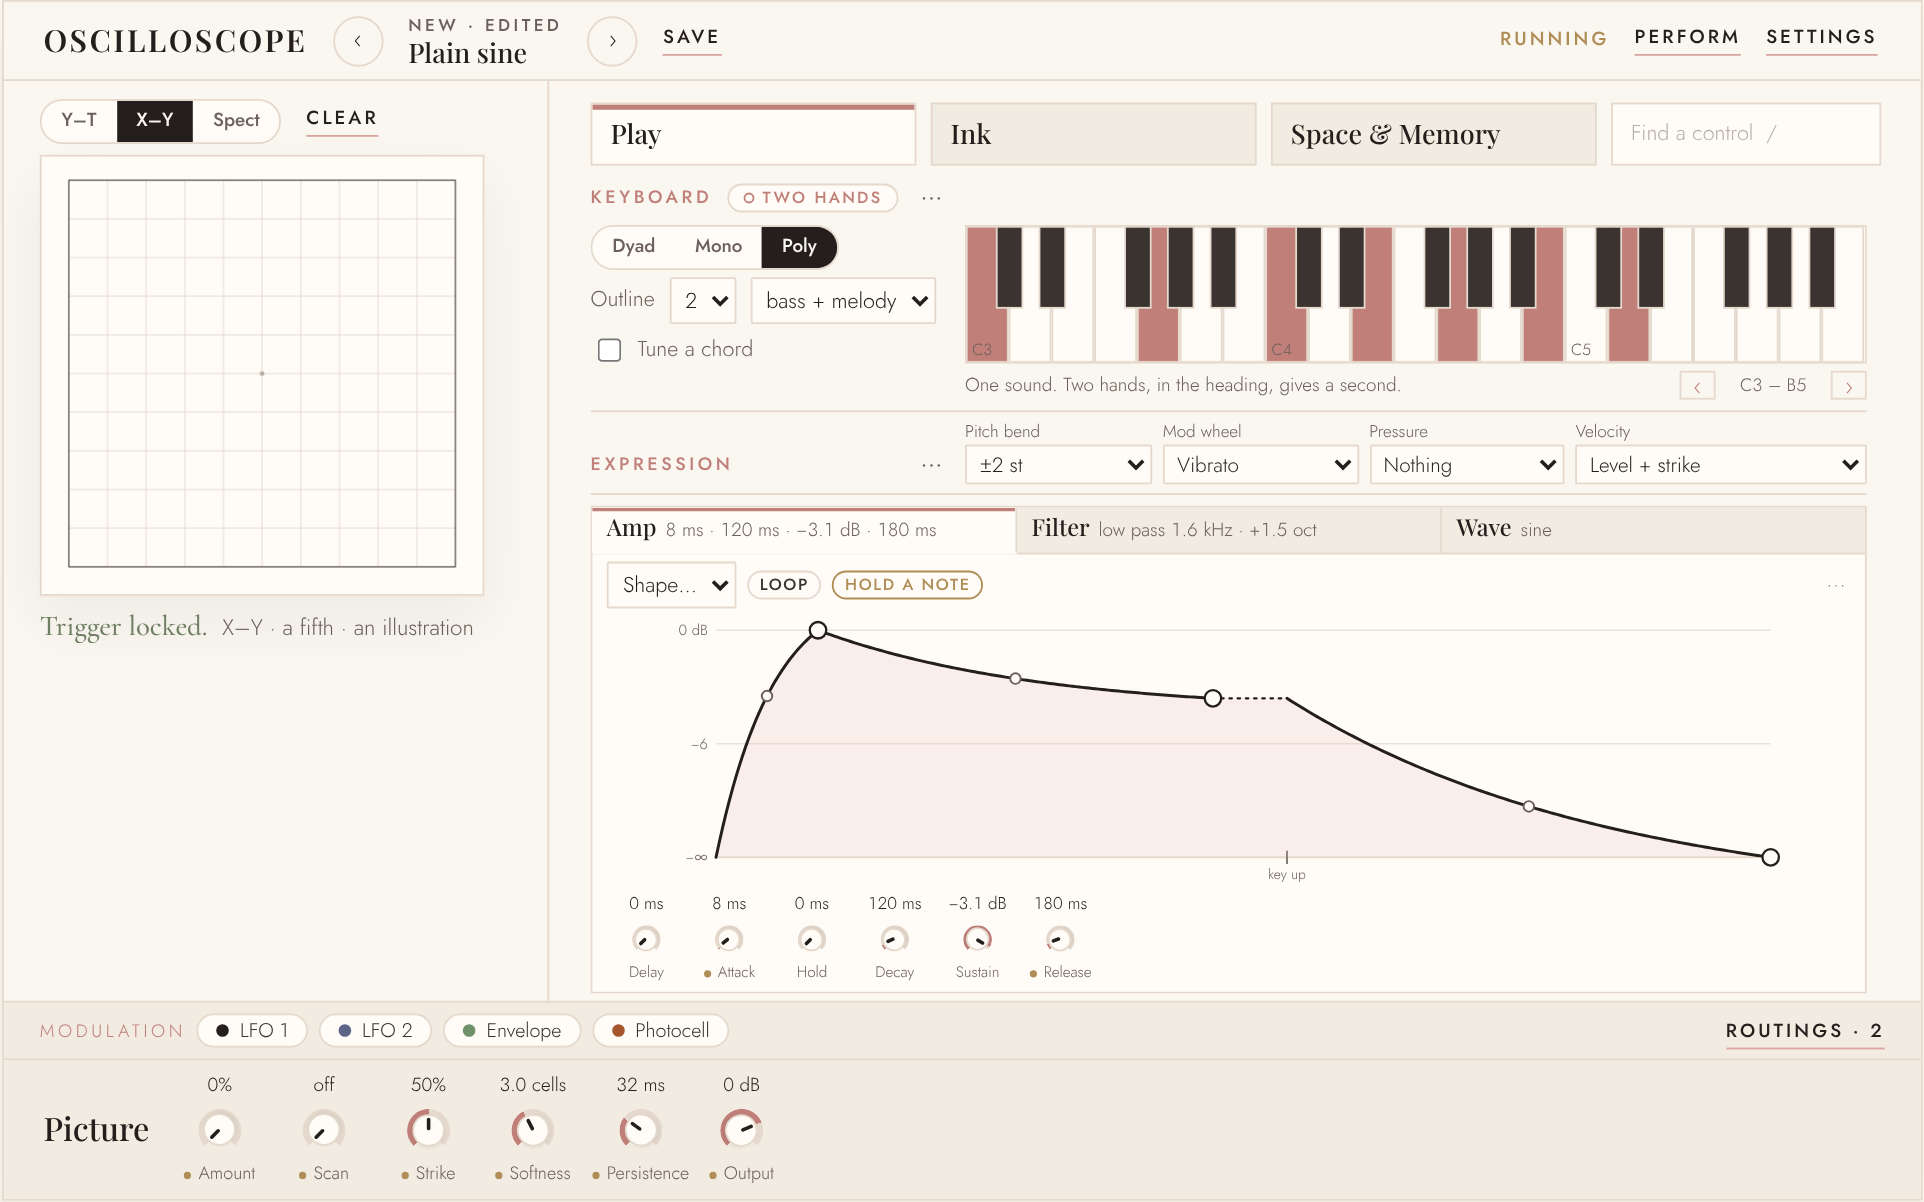 OSCILLOSCOPE
‹
NEW · EDITED
Plain sine
›
SAVE
RUNNING
PERFORM
SETTINGS
Y–T
X–Y
Spect
CLEAR
Trigger locked. X–Y · a fifth · an illustration
Play
Ink
Space & Memory
Find a control /
KEYBOARD
TWO HANDS
...
Dyad
Mono
Poly
Outline
2
bass + melody
Tune a chord
C3
C4
C5
One sound. Two hands, in the heading, gives a second.
‹
C3 – B5
›
EXPRESSION
...
Pitch bend
±2 st
Mod wheel
Vibrato
Pressure
Nothing
Velocity
Level + strike
Amp 8 ms · 120 ms · −3.1 dB · 180 ms
Filter low pass 1.6 kHz · +1.5 oct
Wave sine
Shape...
LOOP
HOLD A NOTE
...
0 dB
−6
−∞
key up
0 ms
8 ms
0 ms
120 ms
−3.1 dB
180 ms
Delay
Attack
Hold
Decay
Sustain
Release
MODULATION
LFO 1
LFO 2
Envelope
Photocell
ROUTINGS · 2
Picture
0%
off
50%
3.0 cells
32 ms
0 dB
Amount
Scan
Strike
Softness
Persistence
Output